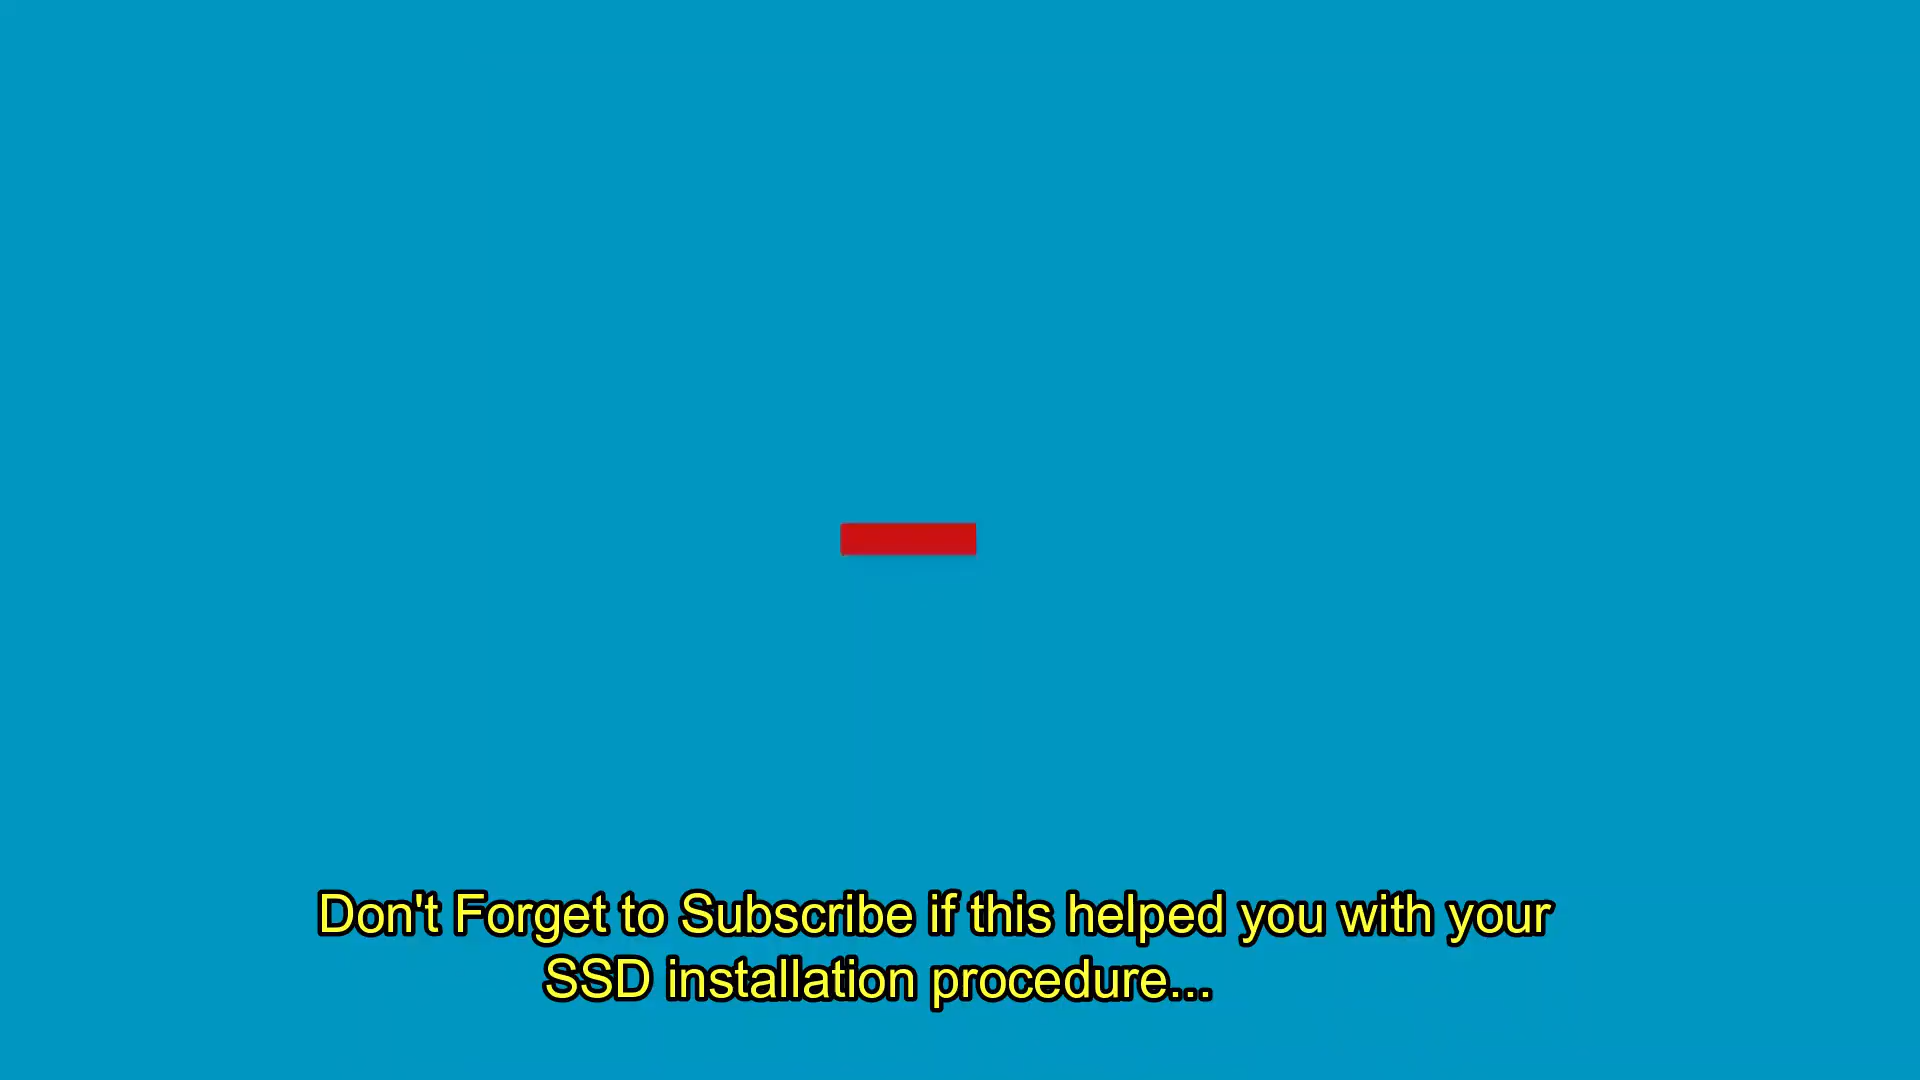 Don't Forget to Subscribe if this helped you with your
SSD installation procedure...